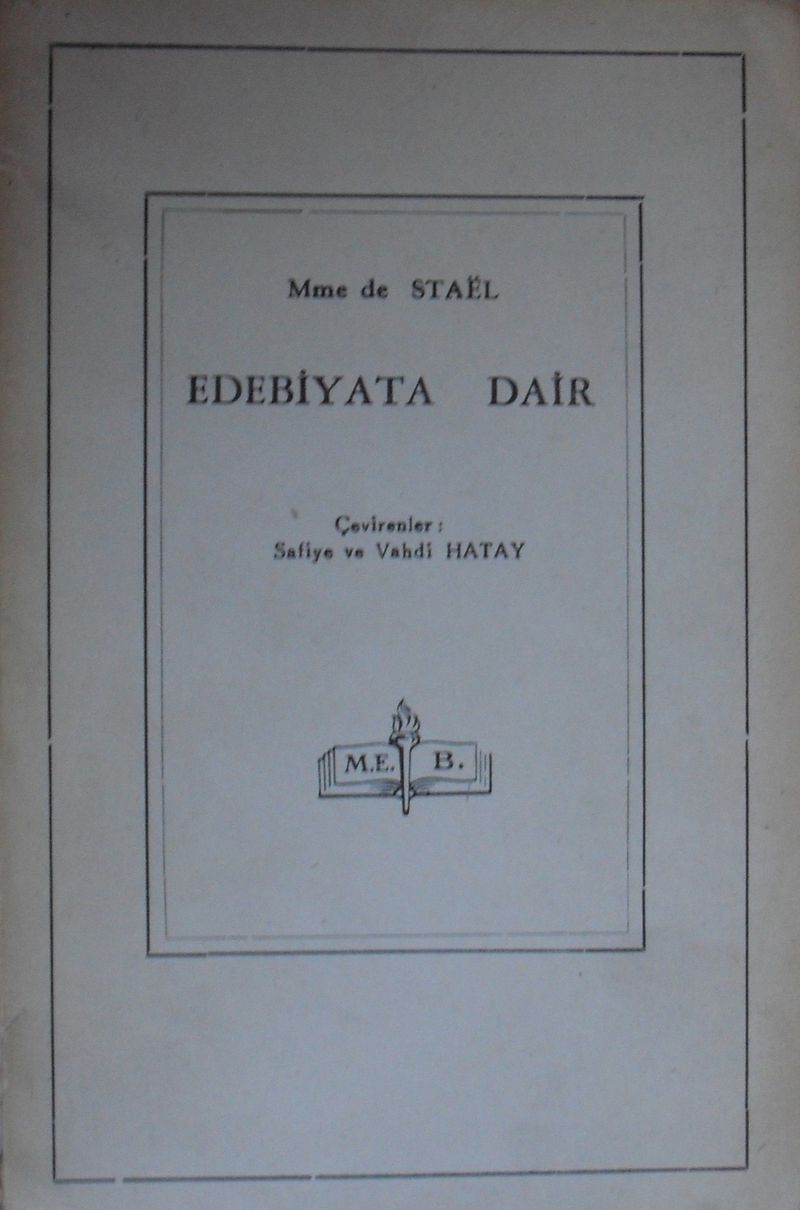 Mme de STAËL
EDEBİYATA DAİR
Çevirenler:
Safiye ve Vahdi HATAY
M.E. B.